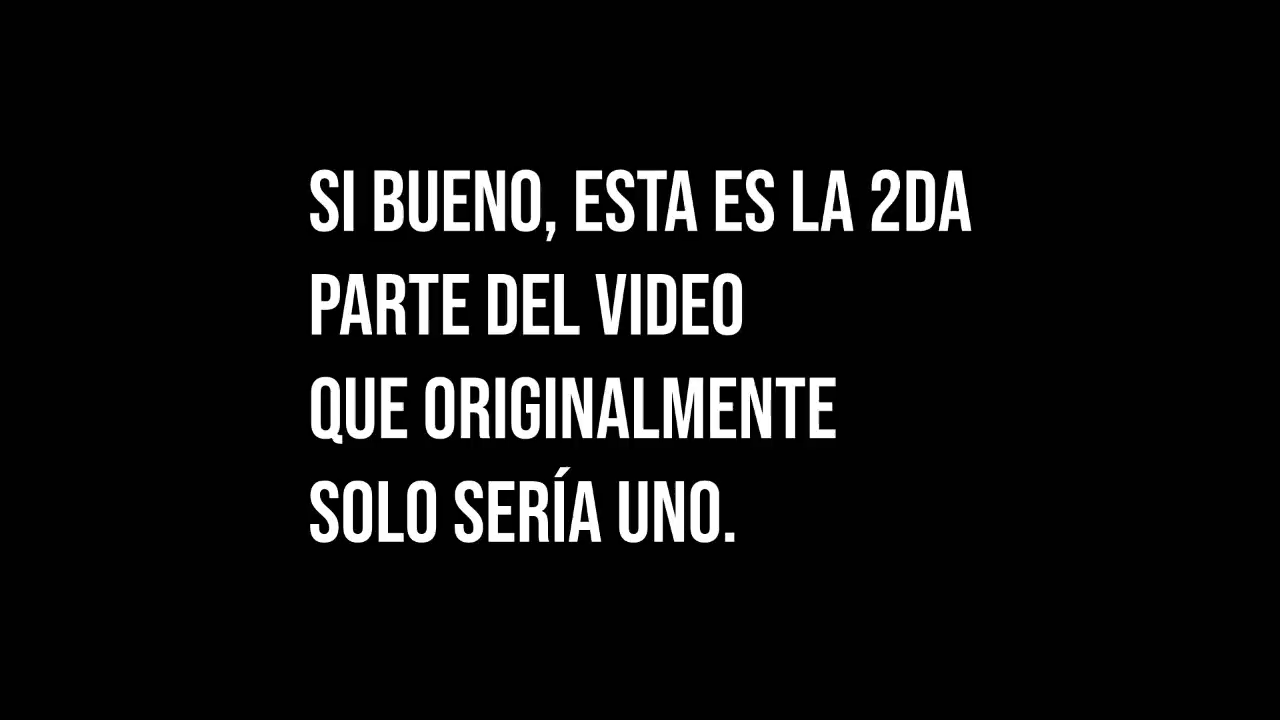 SI BUENO, ESTA ES LA 2DA
PARTE DEL VIDEO
QUE ORIGINALMENTE
SOLO SERÍA UNO.